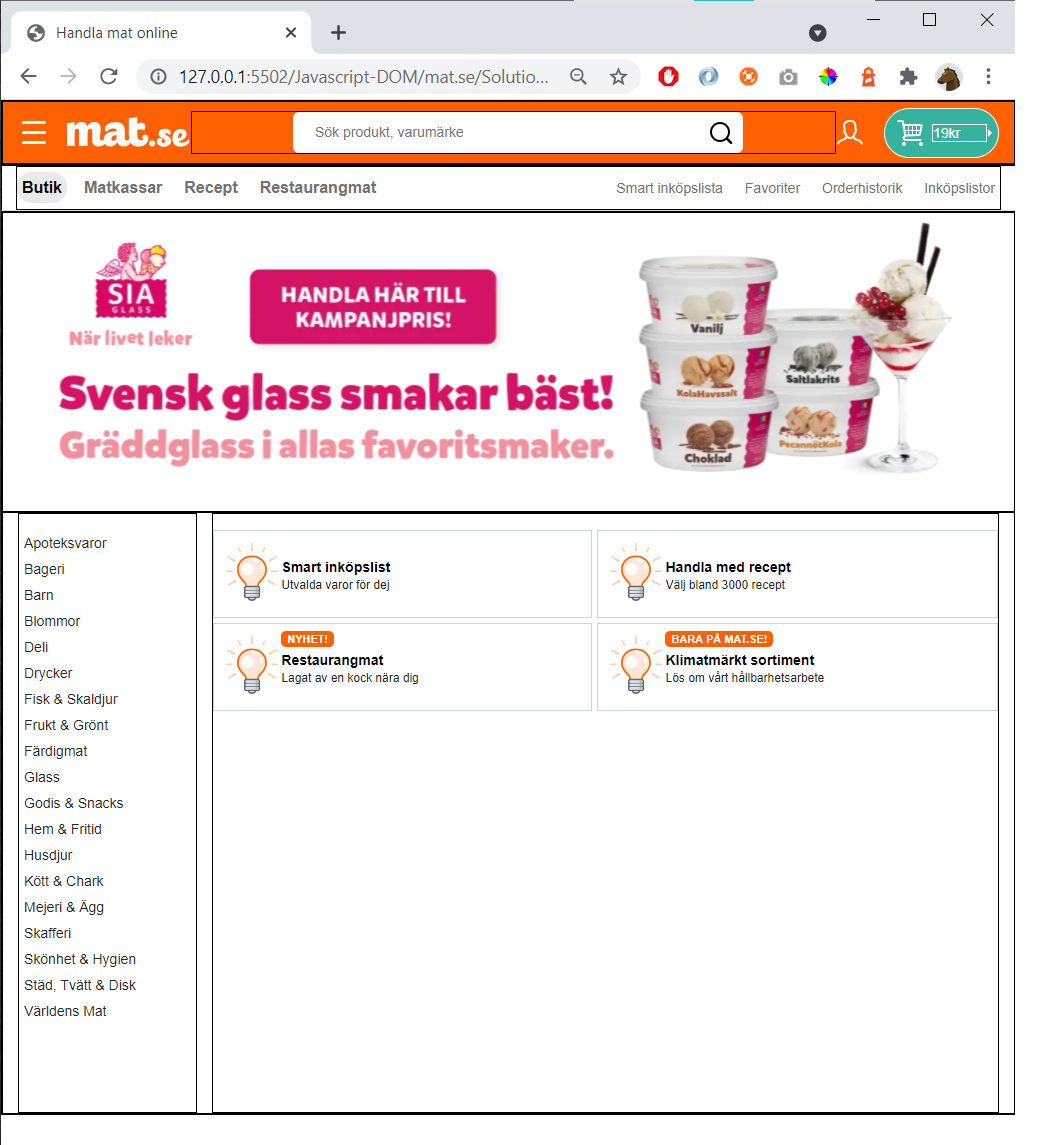 Handla mat online
127.0.0.1:5502/Javascript-DOM/mat.se/Solutio...
mat.se
Sök produkt, varumärke
19kr
Butik Matkassar Recept Restaurangmat Smart inköpslista Favoriter Orderhistorik Inköpslistor
SIA
GLASS
När livet leker
HANDLA HÄR TILL
KAMPANJPRIS!
Svensk glass smakar bäst!
Gräddglass i allas favoritsmaker.
Vanilj
KolaHavssalt
Saltlakrits
Choklad
PecannötKola
Apoteksvaror
Bageri
Barn
Blommor
Deli
Drycker
Fisk & Skaldjur
Frukt & Grönt
Färdigmat
Glass
Godis & Snacks
Hem & Fritid
Husdjur
Kött & Chark
Mejeri & Ägg
Skafferi
Skönhet & Hygien
Städ, Tvätt & Disk
Världens Mat
Smart inköpslist
Utvalda varor för dej
Handla med recept
Välj bland 3000 recept
NYHET!
Restaurangmat
Lagat av en kock nära dig
BARA PÅ MAT.SE!
Klimatmärkt sortiment
Lös om vårt hållbarhetsarbete